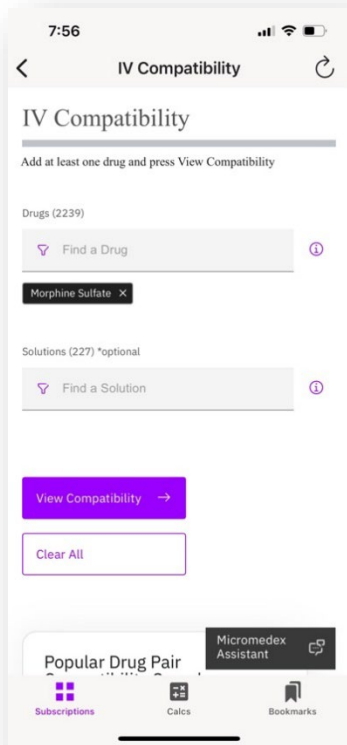 7:56
IV Compatibility
IV Compatibility
Add at least one drug and press View Compatibility
Drugs (2239)
Find a Drug
Morphine Sulfate ×
Solutions (227) *optional
Find a Solution
View Compatibility →
Clear All
Popular Drug Pair
Micromedex
Assistant
Subscriptions
Calcs
Bookmarks